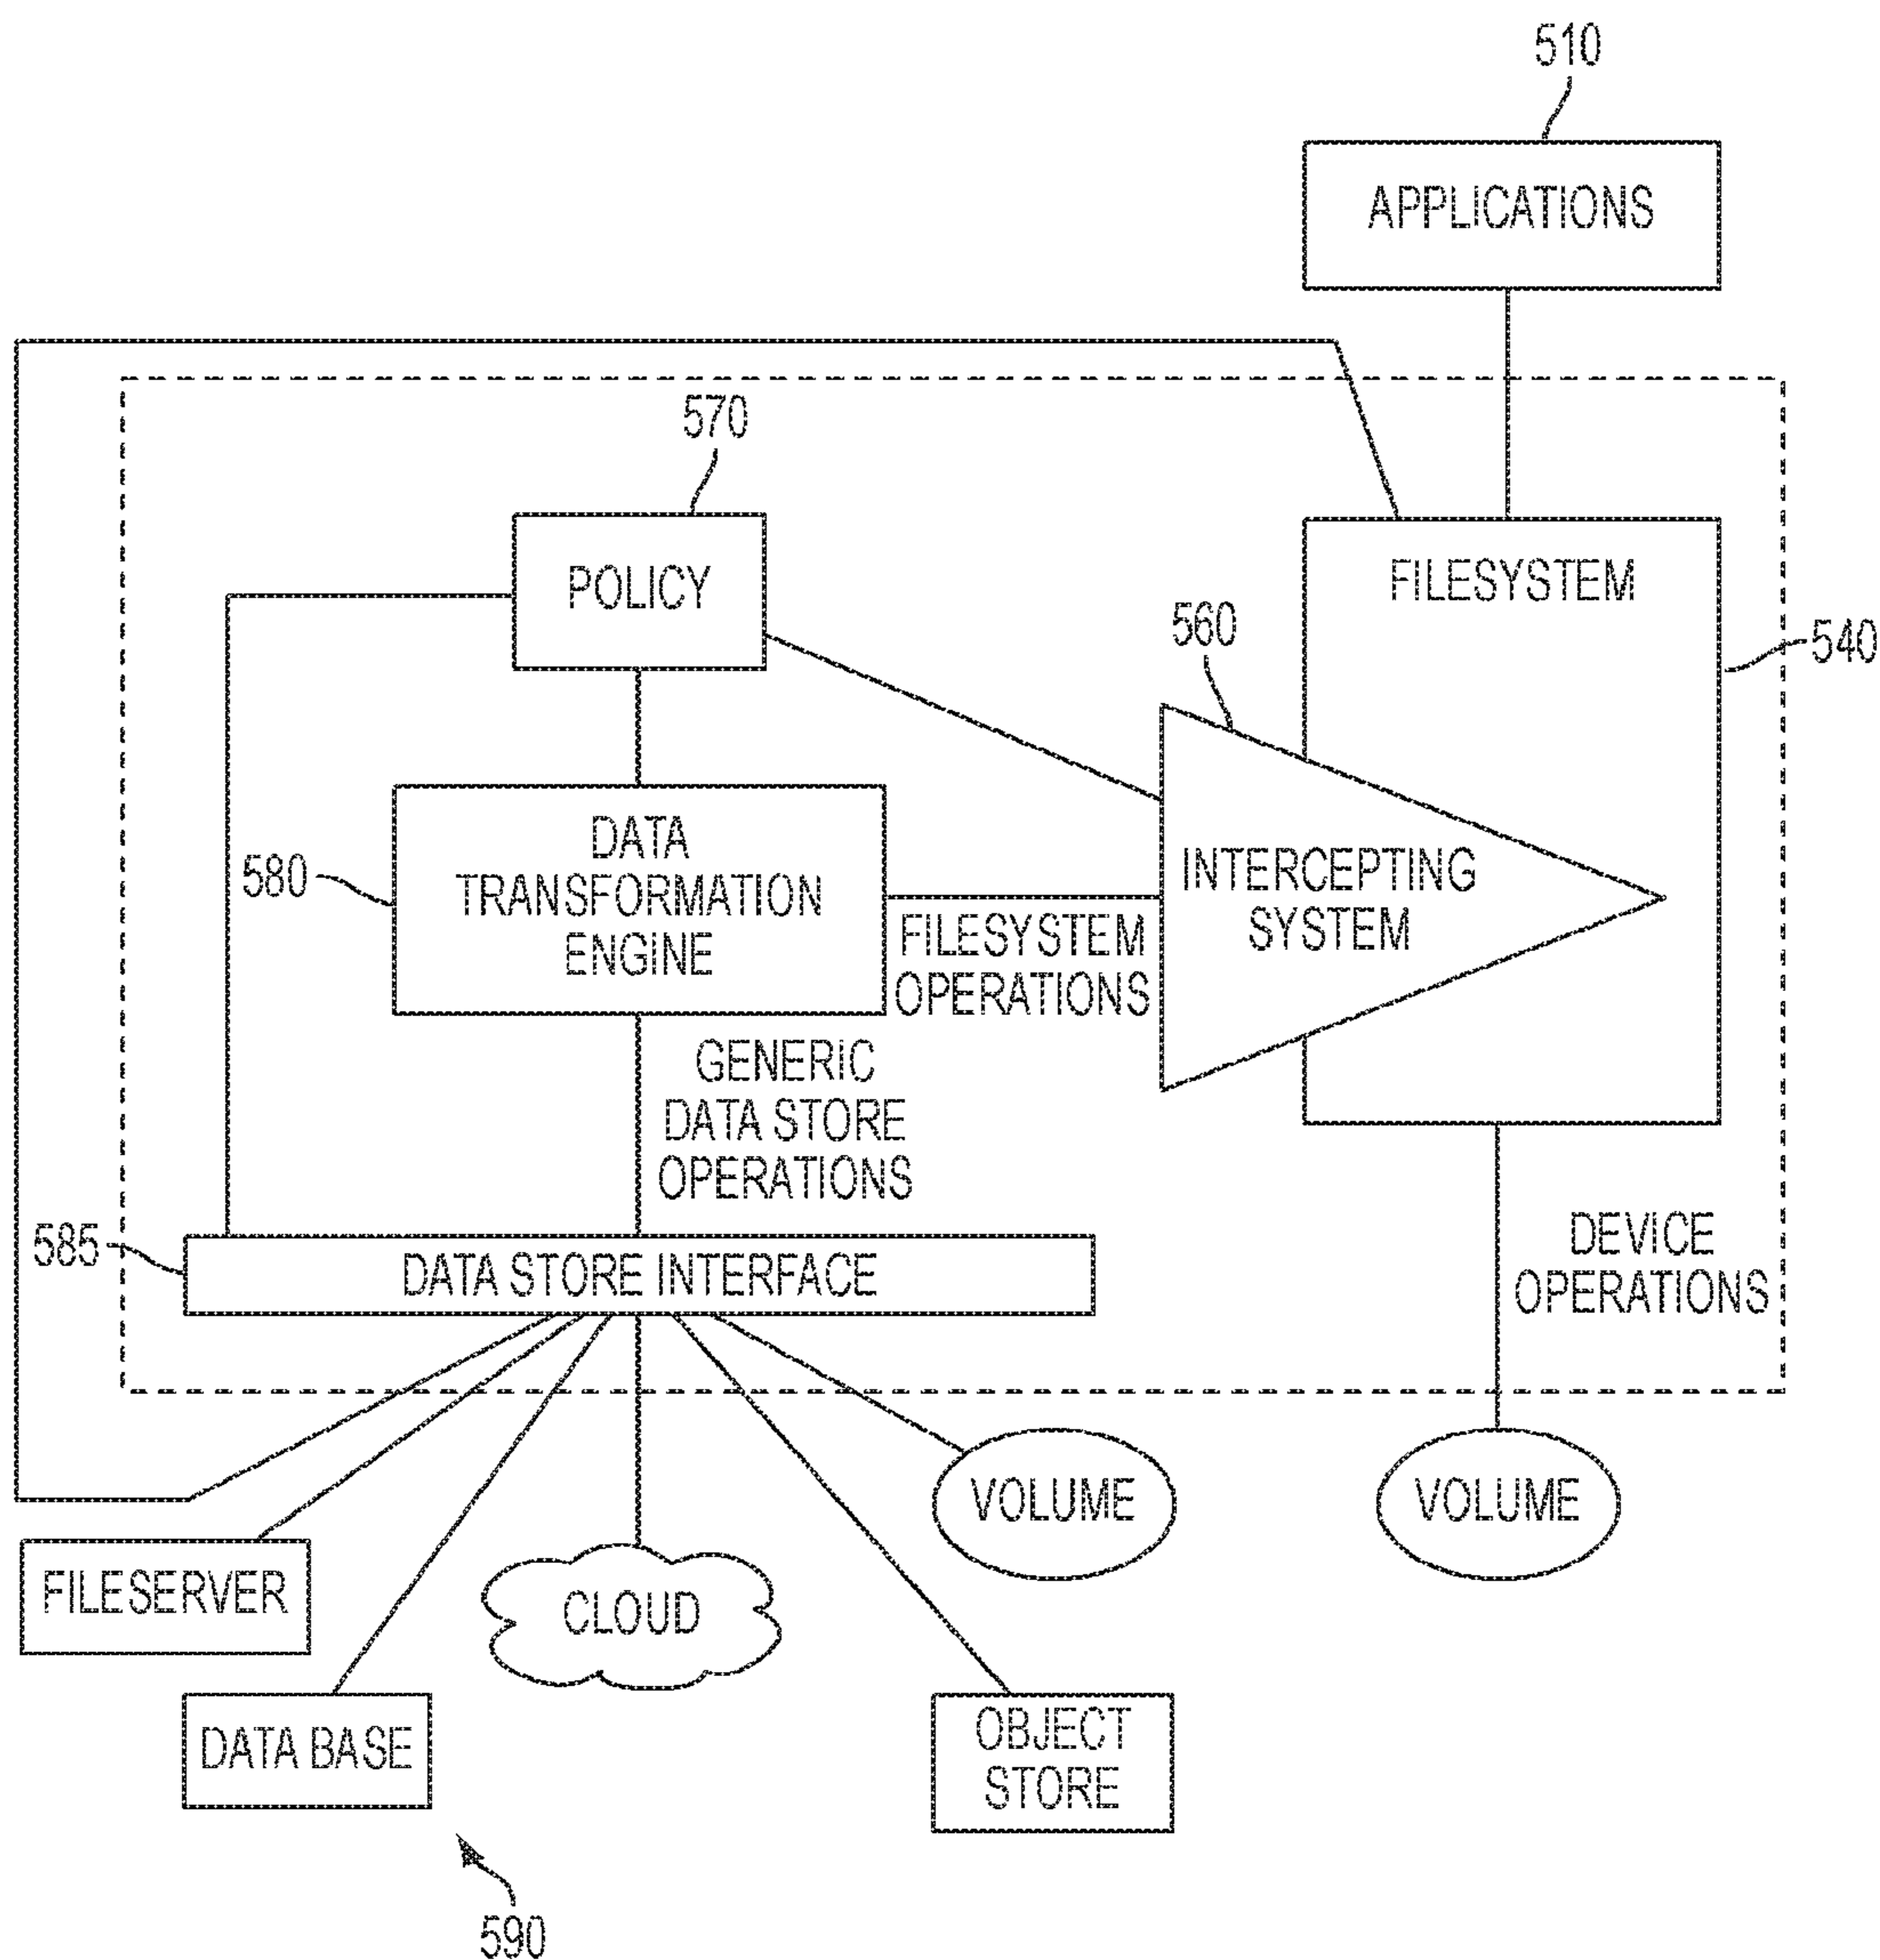 510
APPLICATIONS
570
POLICY
FILESYSTEM
560
540
DATA
TRANSFORMATION
ENGINE
580
INTERCEPTING
SYSTEM
FILESYSTEM
OPERATIONS
GENERIC
DATA STORE
OPERATIONS
585
DATA STORE INTERFACE
DEVICE
OPERATIONS
VOLUME
VOLUME
FILESERVER
CLOUD
DATA BASE
OBJECT
STORE
590